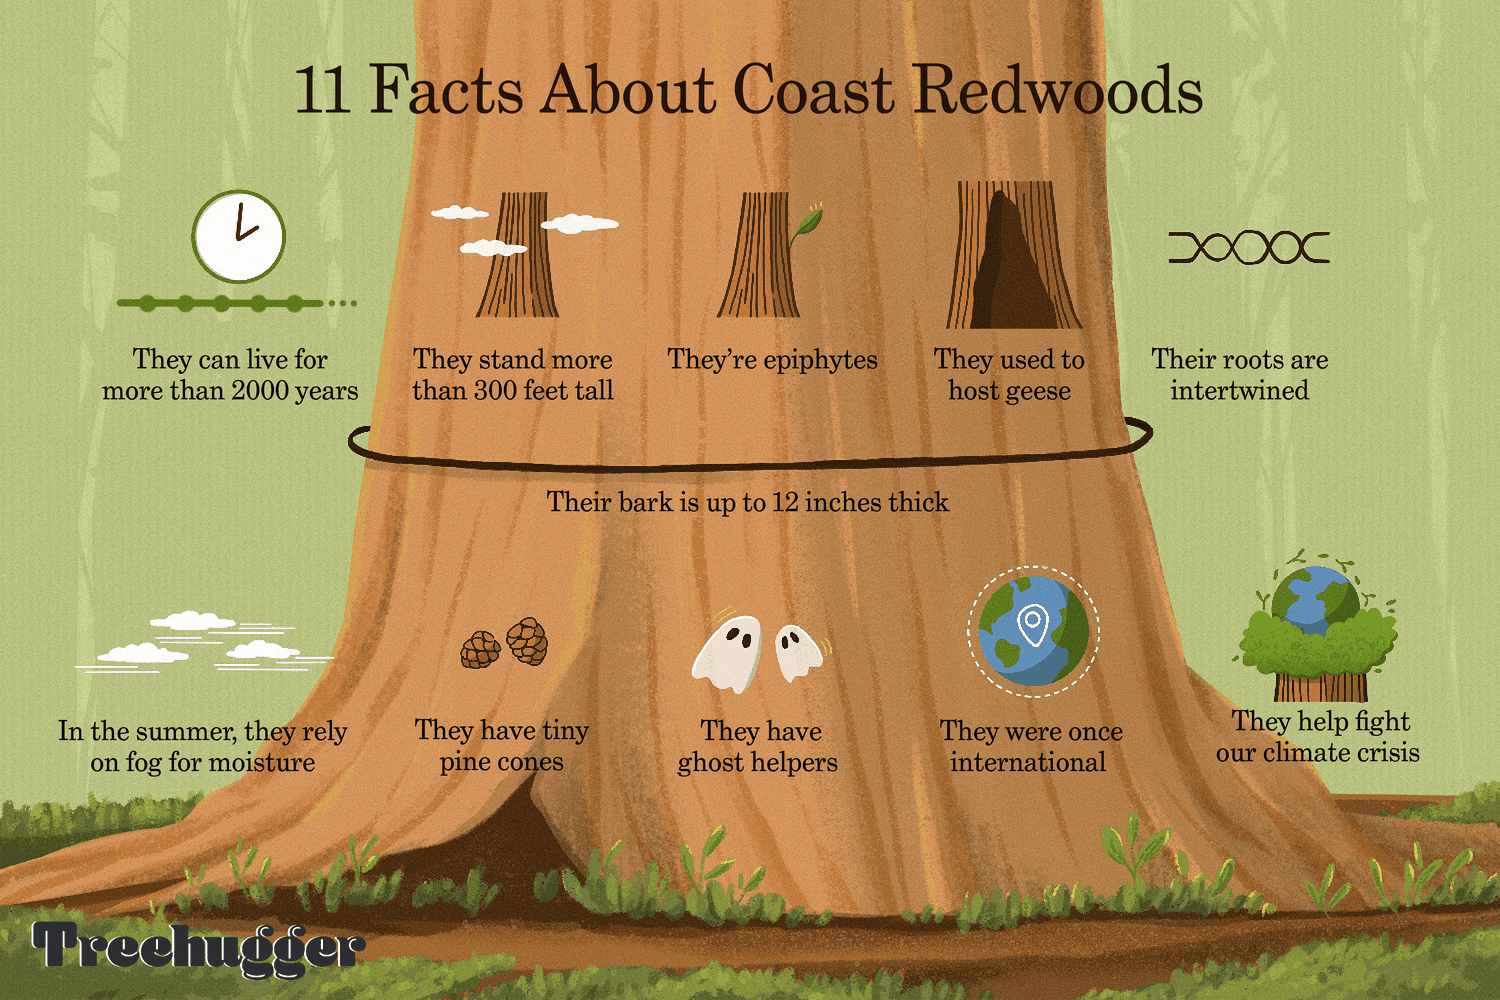 11 Facts About Coast Redwoods
They can live for
more than 2000 years
They stand more
than 300 feet tall
They’re epiphytes
They used to
host geese
Their roots are
intertwined
Their bark is up to 12 inches thick
In the summer, they rely
on fog for moisture
They have tiny
pine cones
They have
ghost helpers
They were once
international
They help fight
our climate crisis
Treehugger